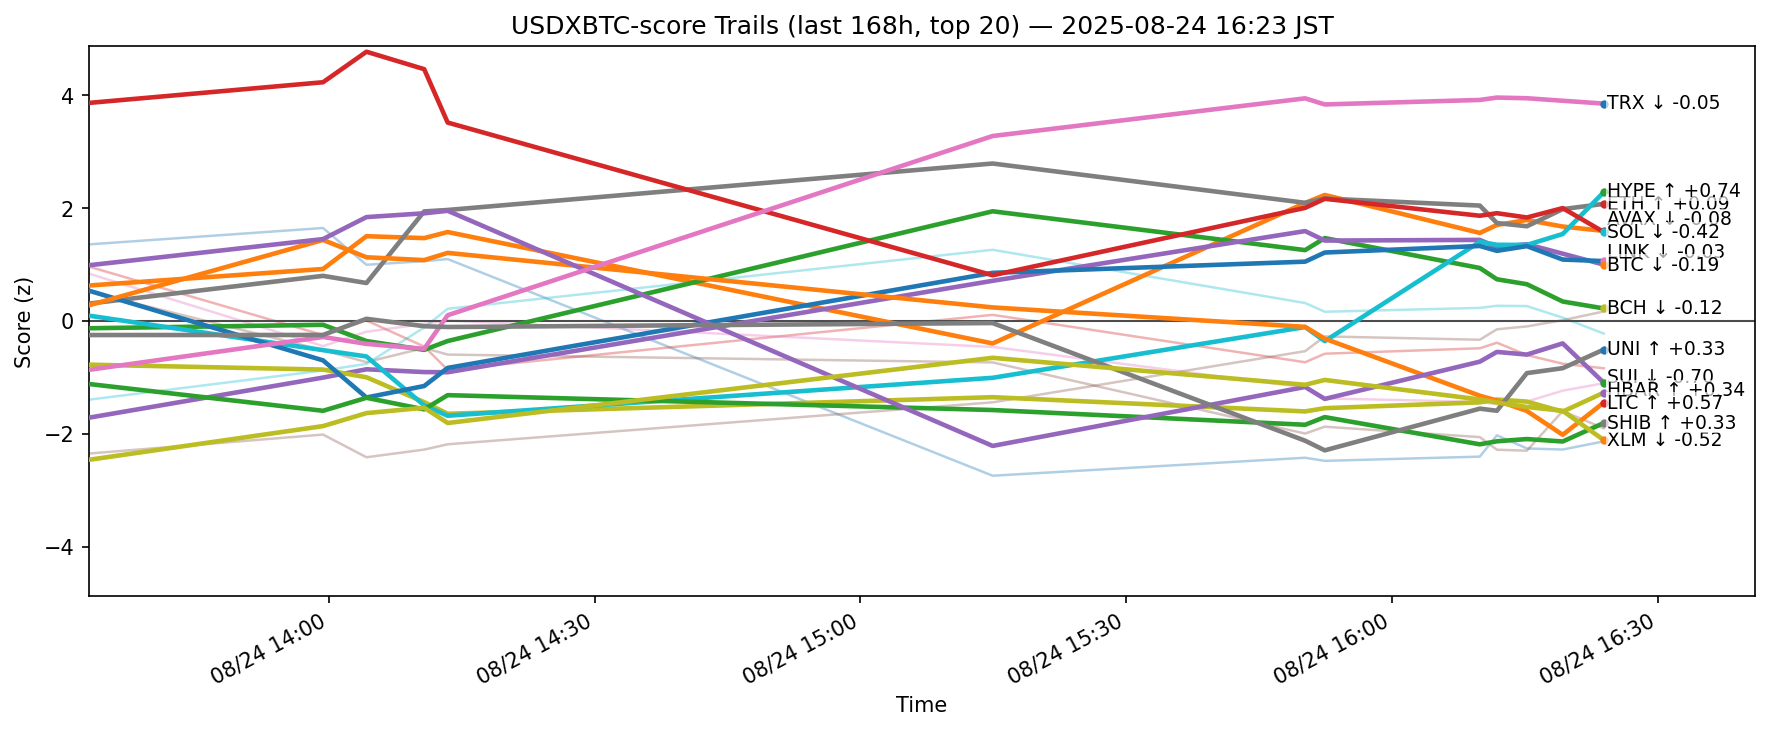 USDXBTC-score Trails (last 168h, top 20) — 2025-08-24 16:23 JST
Score (z)
4
2
0
−2
−4
TRX ↓ -0.05
HYPE ↑ +0.74
ETH ↑ +0.09
AVAX ↓ -0.08
SOL ↓ -0.42
LINK ↓ -0.03
BTC ↓ -0.19
BCH ↓ -0.12
UNI ↑ +0.33
SUI ↓ -0.70
HBAR ↑ +0.34
LTC ↑ +0.57
SHIB ↑ +0.33
XLM ↓ -0.52
08/24 14:00
08/24 14:30
08/24 15:00
08/24 15:30
08/24 16:00
08/24 16:30
Time